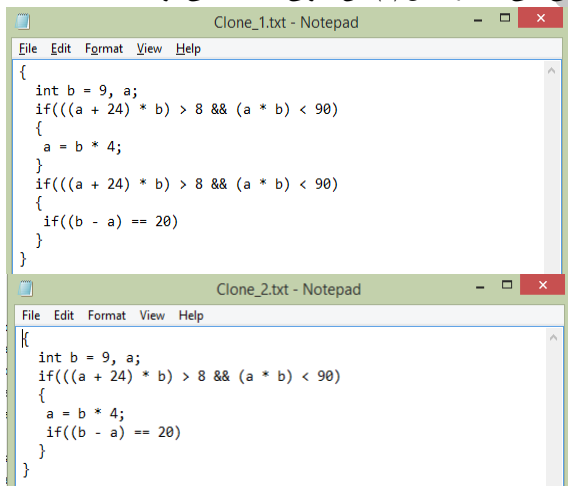 Clone_1.txt - Notepad
File Edit Format View Help
{
int b = 9, a;
if(((a + 24) * b) > 8 && (a * b) < 90)
{
a = b * 4;
}
if(((a + 24) * b) > 8 && (a * b) < 90)
{
if((b - a) == 20)
}
}
Clone_2.txt - Notepad
File Edit Format View Help
{
int b = 9, a;
if(((a + 24) * b) > 8 && (a * b) < 90)
{
a = b * 4;
if((b - a) == 20)
}
}